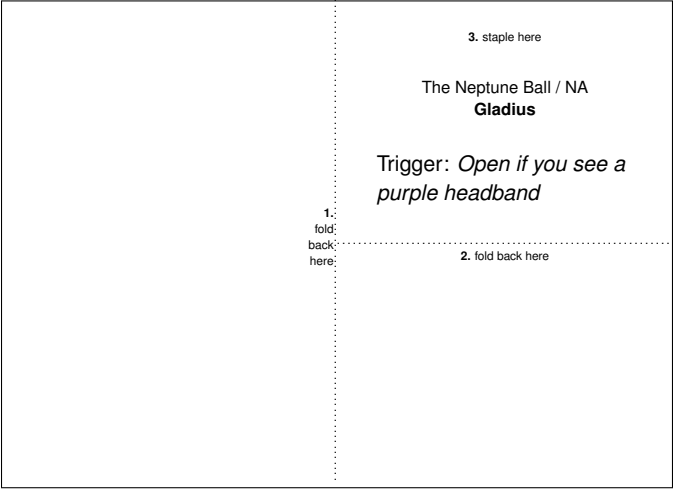 3. staple here
The Neptune Ball / NA
Gladius
Trigger: Open if you see a
purple headband
1.
fold
back
here
2. fold back here